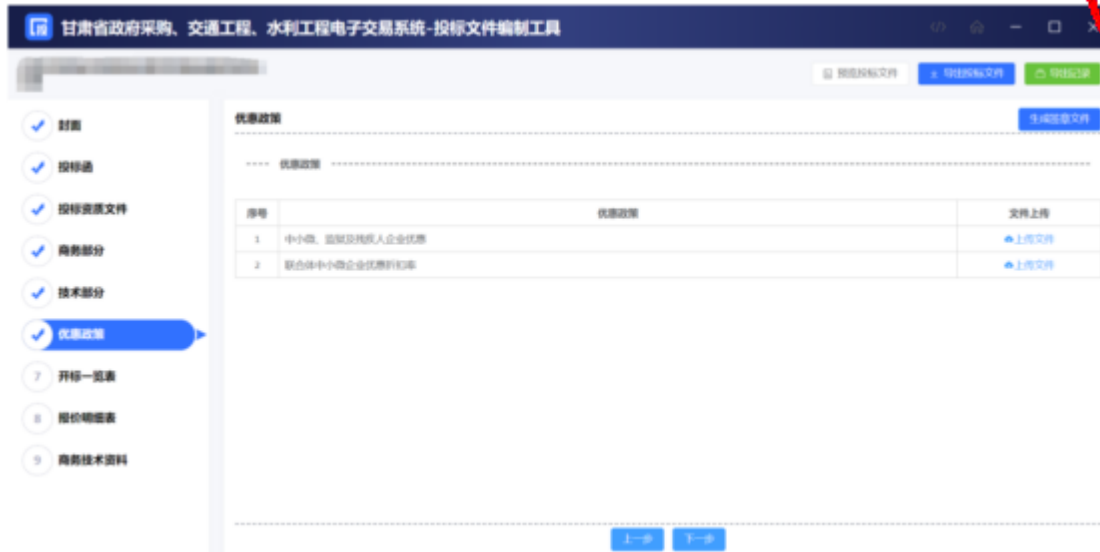 甘肃省政府采购、交通工程、水利工程电子交易系统-投标文件编制工具
预览投标文件 导出投标文件 导出记录
封面
投标函
投标资质文件
商务部分
技术部分
优惠政策
7 开标一览表
8 报价明细表
9 商务技术资料
优惠政策 生成签章文件
优惠政策
序号 优惠政策 文件上传
1 中小微、监狱及残疾人企业优惠 上传文件
2 联合体中小微企业优惠折扣率 上传文件
上一步 下一步